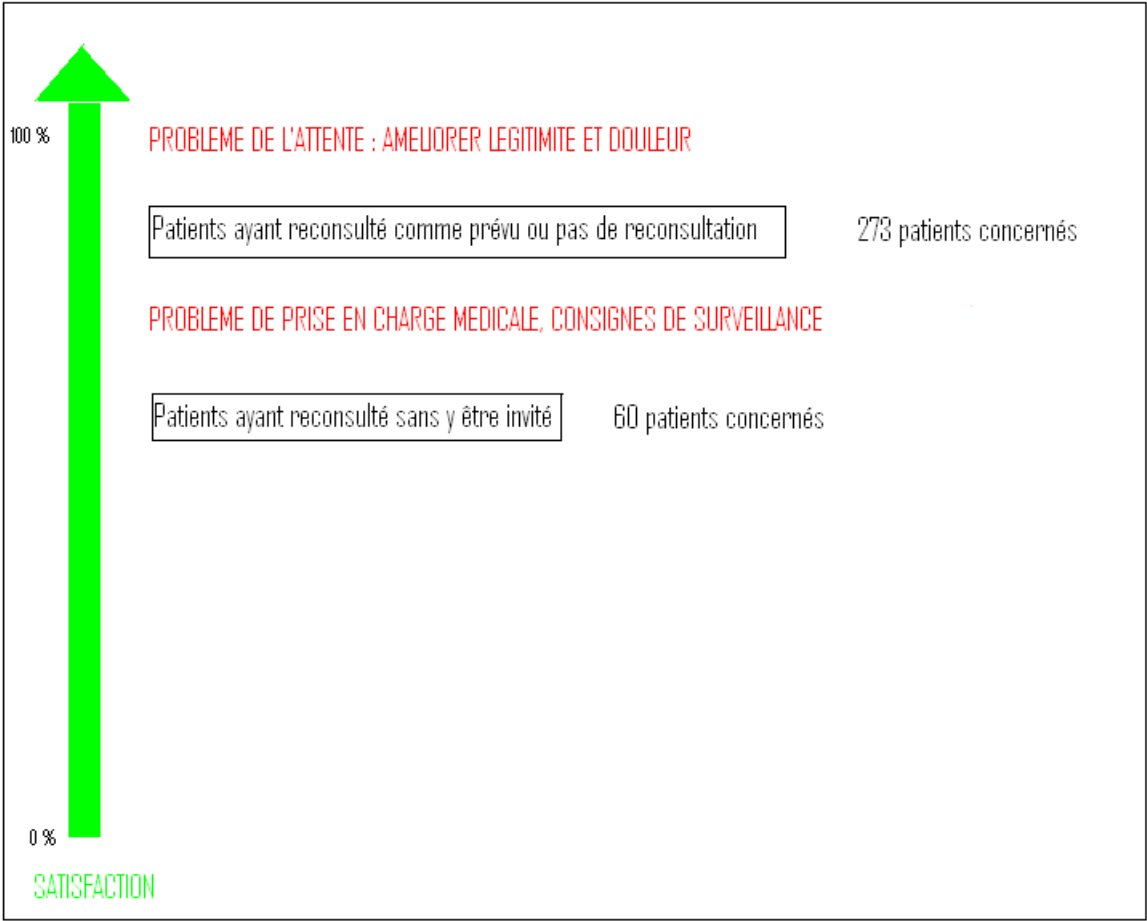 100 %
PROBLEME DE L'ATTENTE : AMELIORER LEGITIMITE ET DOULEUR
Patients ayant reconsulté comme prévu ou pas de reconsultation
273 patients concernés
PROBLEME DE PRISE EN CHARGE MEDICALE, CONSIGNES DE SURVEILLANCE
Patients ayant reconsulté sans y être invité
60 patients concernés
0 %
SATISFACTION